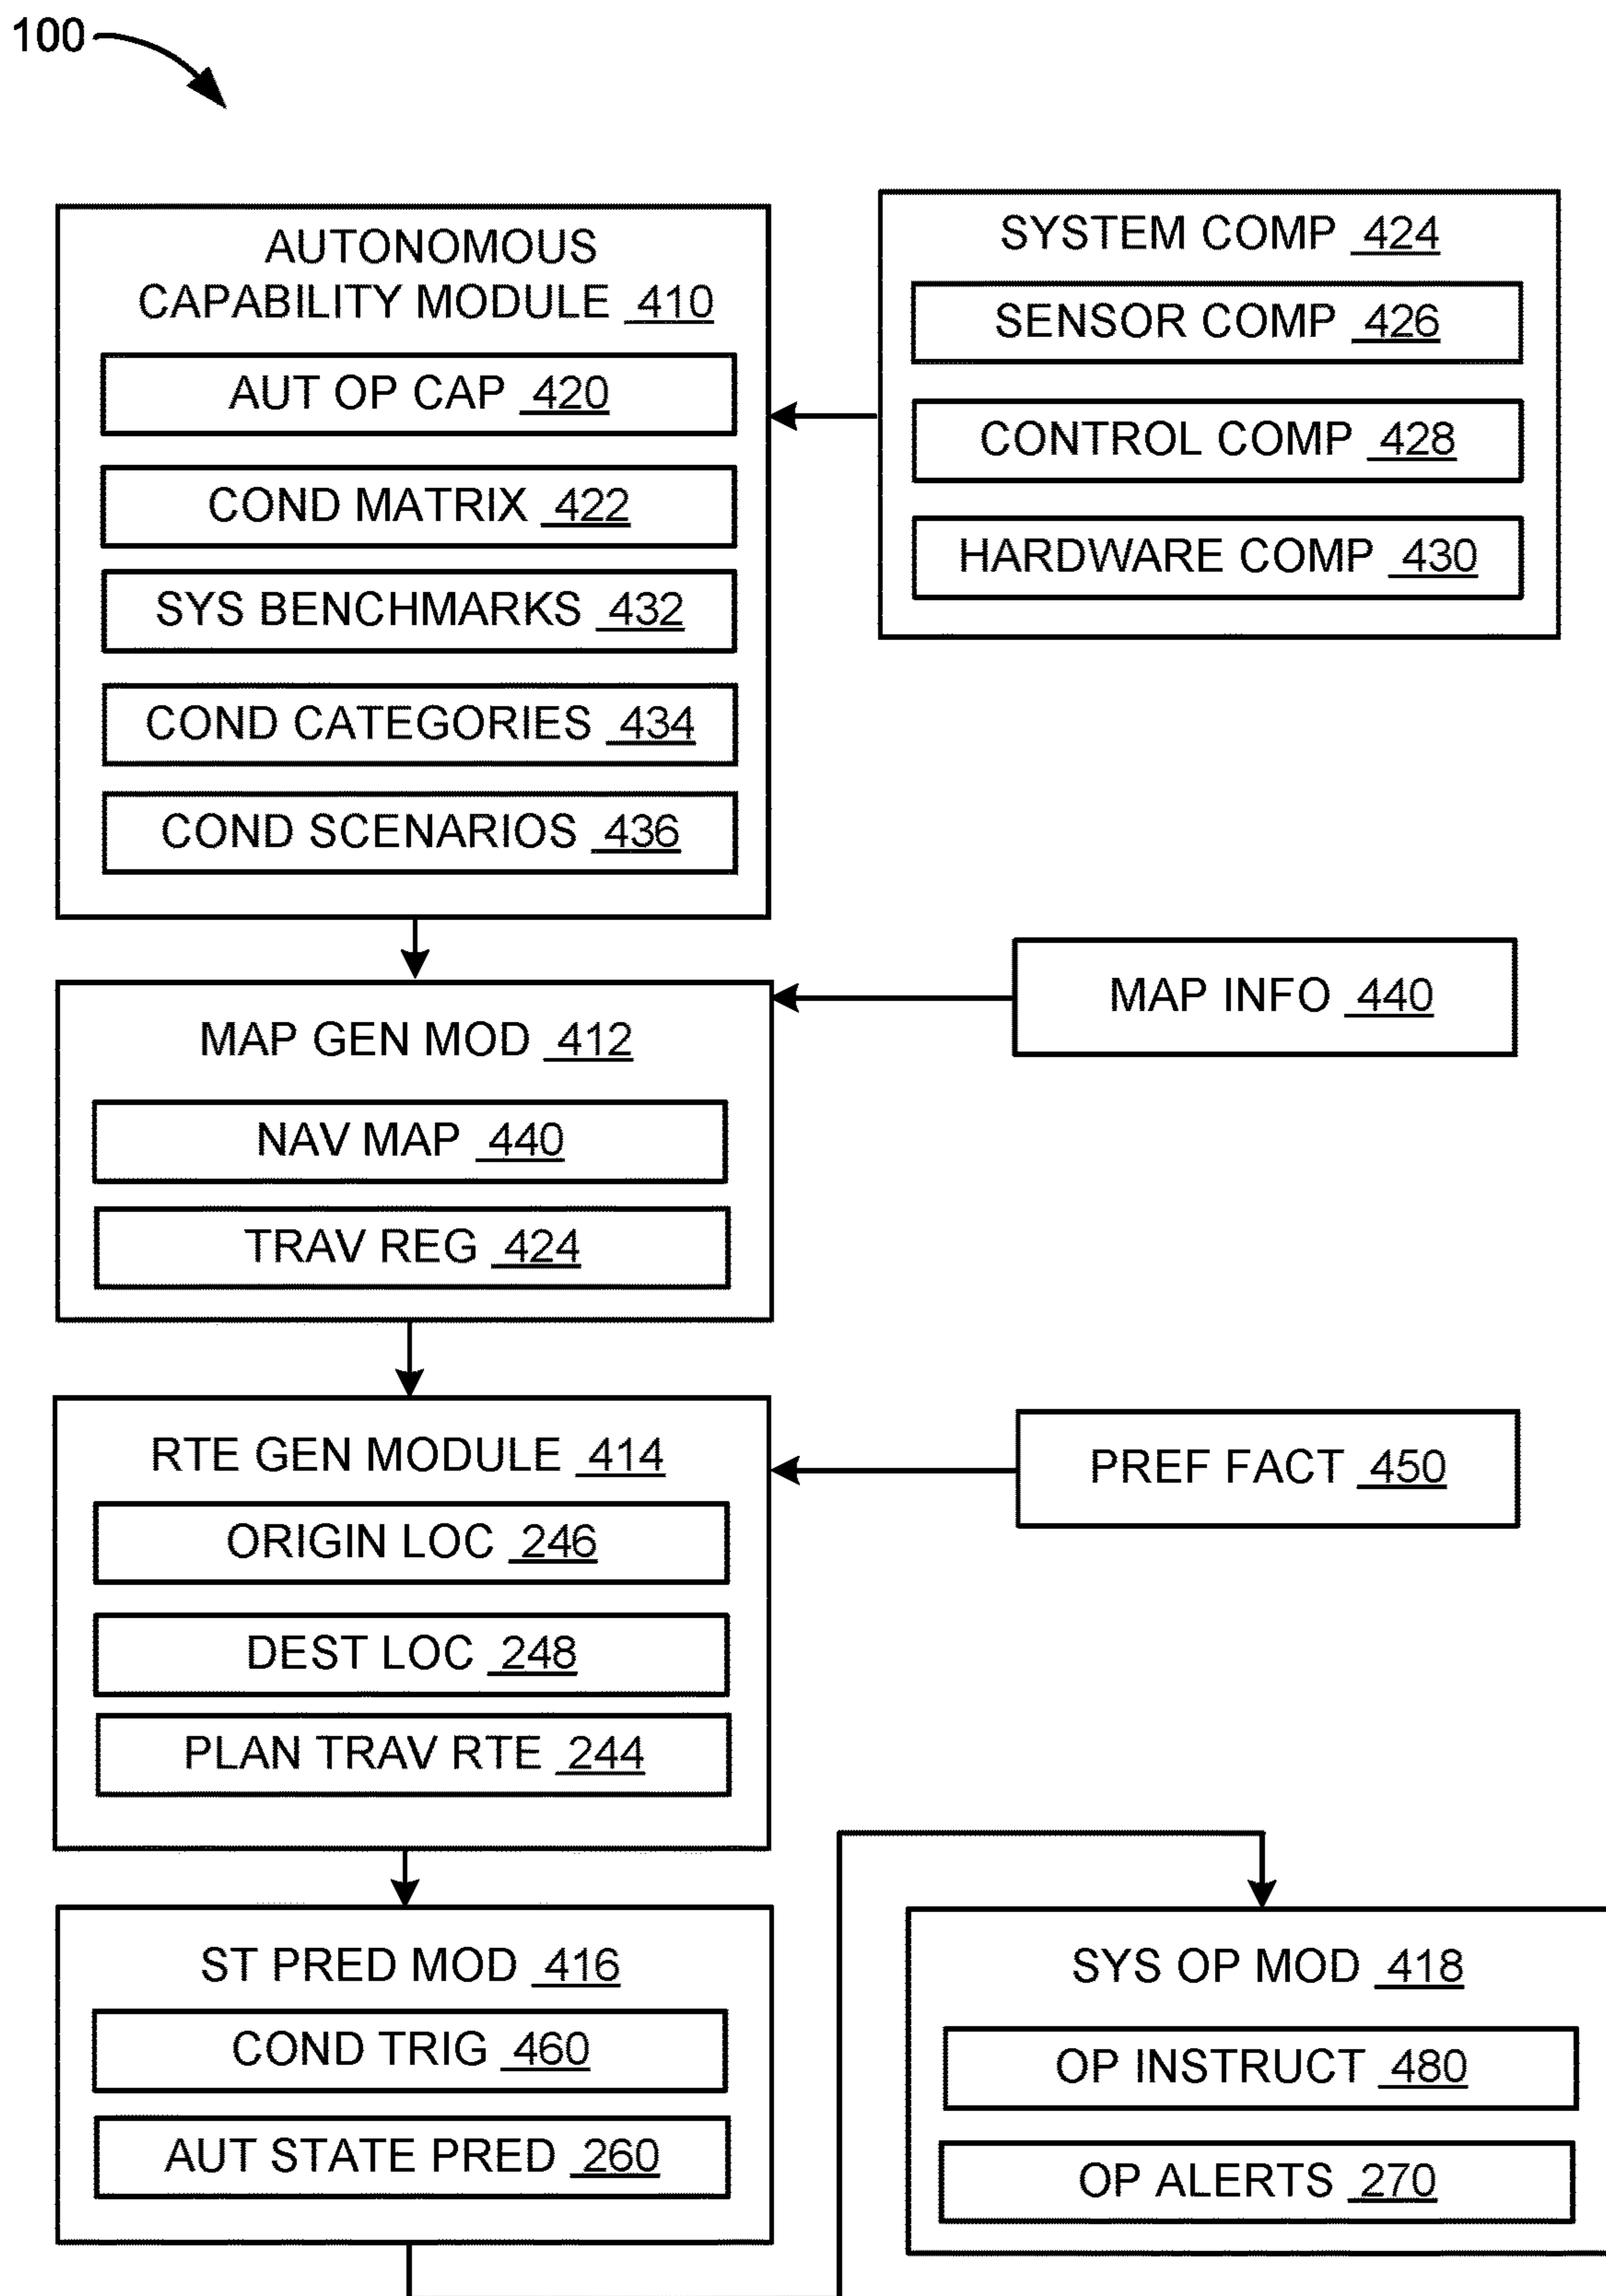 100
AUTONOMOUS
CAPABILITY MODULE 410
AUT OP CAP 420
COND MATRIX 422
SYS BENCHMARKS 432
COND CATEGORIES 434
COND SCENARIOS 436
SYSTEM COMP 424
SENSOR COMP 426
CONTROL COMP 428
HARDWARE COMP 430
MAP GEN MOD 412
NAV MAP 440
TRAV REG 424
MAP INFO 440
RTE GEN MODULE 414
ORIGIN LOC 246
DEST LOC 248
PLAN TRAV RTE 244
PREF FACT 450
ST PRED MOD 416
COND TRIG 460
AUT STATE PRED 260
SYS OP MOD 418
OP INSTRUCT 480
OP ALERTS 270